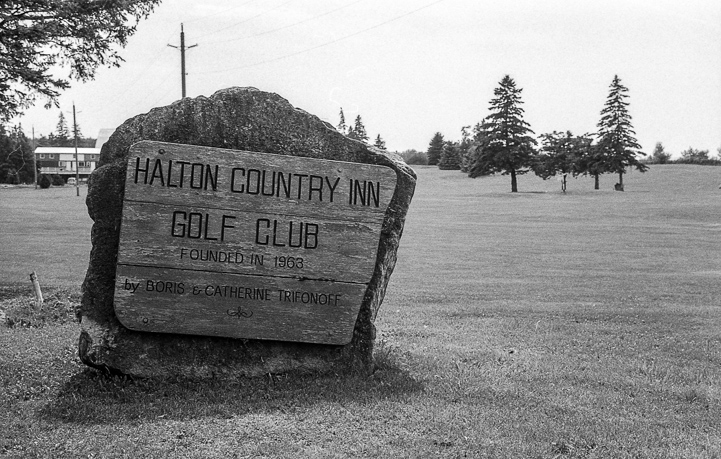 HALTON COUNTRY INN
GOLF CLUB
FOUNDED IN 1963
by BORIS & CATHERINE TRIFONOFF